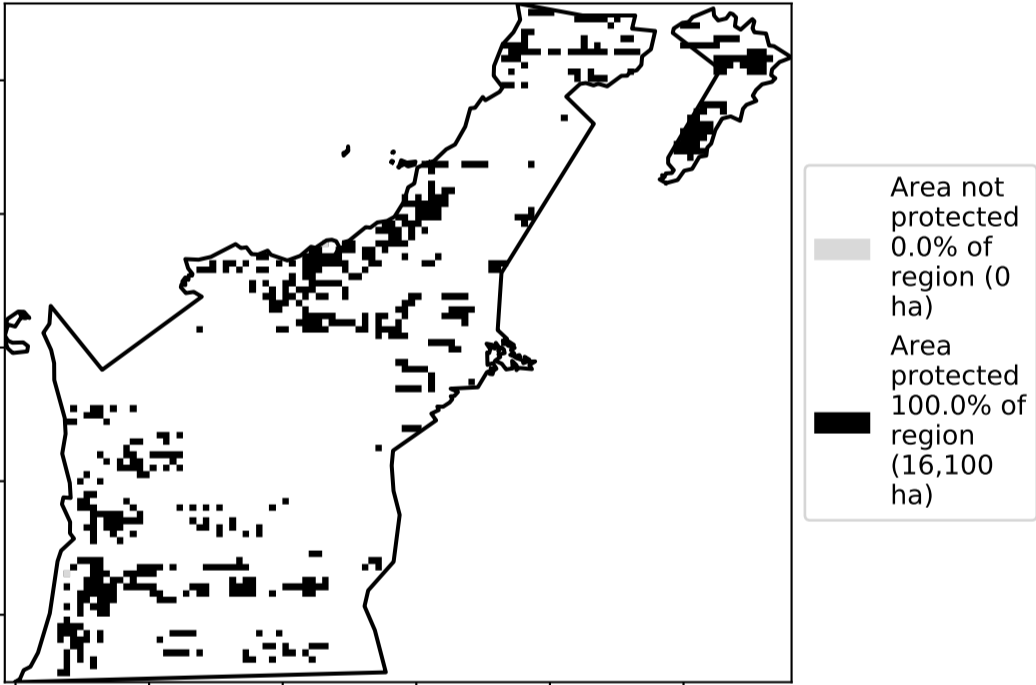 Area not
protected
0.0% of
region (0
ha)
Area
protected
100.0% of
region
(16,100
ha)